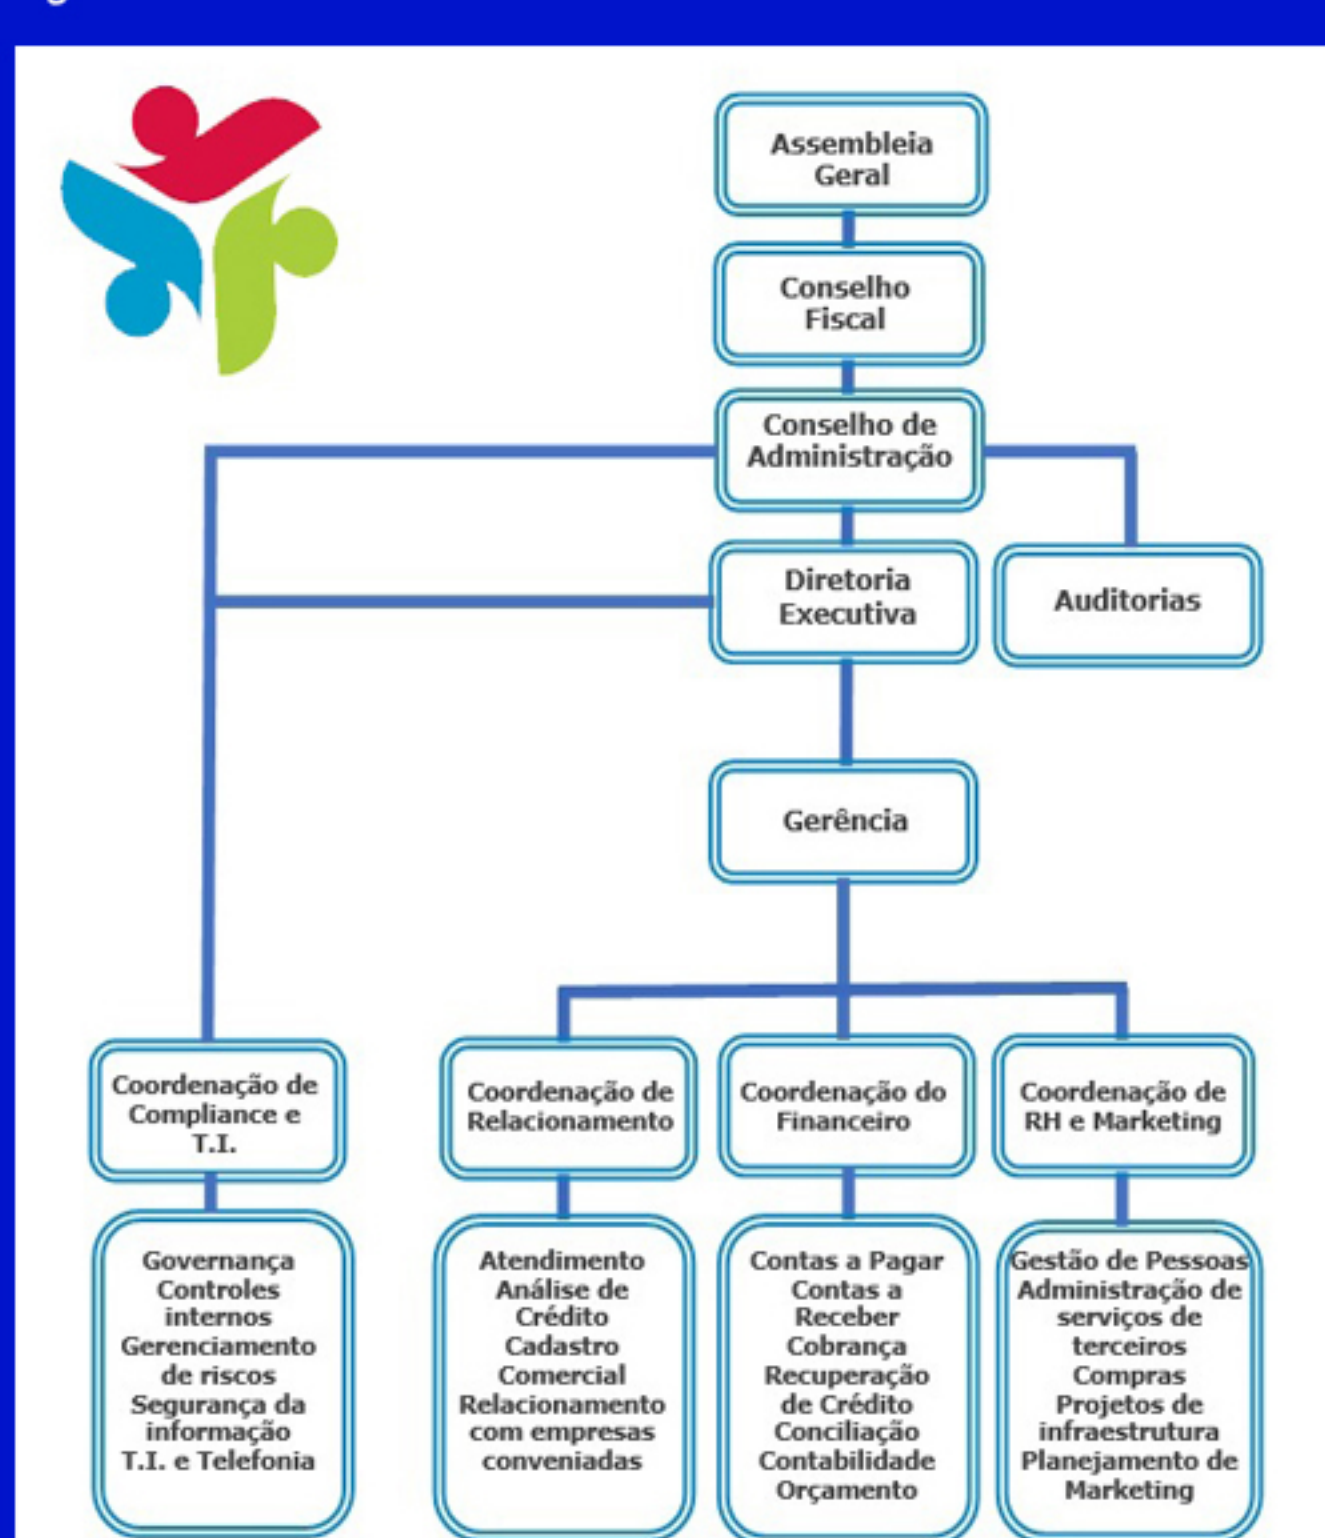 Assembleia
Geral
Conselho
Fiscal
Conselho de
Administração
Diretoria
Executiva
Auditorias
Gerência
Coordenação de
Compliance e
T.I.
Coordenação de
Relacionamento
Coordenação do
Financeiro
Coordenação de
RH e Marketing
Governança
Controles
internos
Gerenciamento
de riscos
Segurança da
informação
T.I. e Telefonia
Atendimento
Análise de
Crédito
Cadastro
Comercial
Relacionamento
com empresas
conveniadas
Contas a Pagar
Contas a
Receber
Cobrança
Recuperação
de Crédito
Conciliação
Contabilidade
Orçamento
Gestão de Pessoas
Administração de
serviços de
terceiros
Compras
Projetos de
infraestrutura
Planejamento de
Marketing